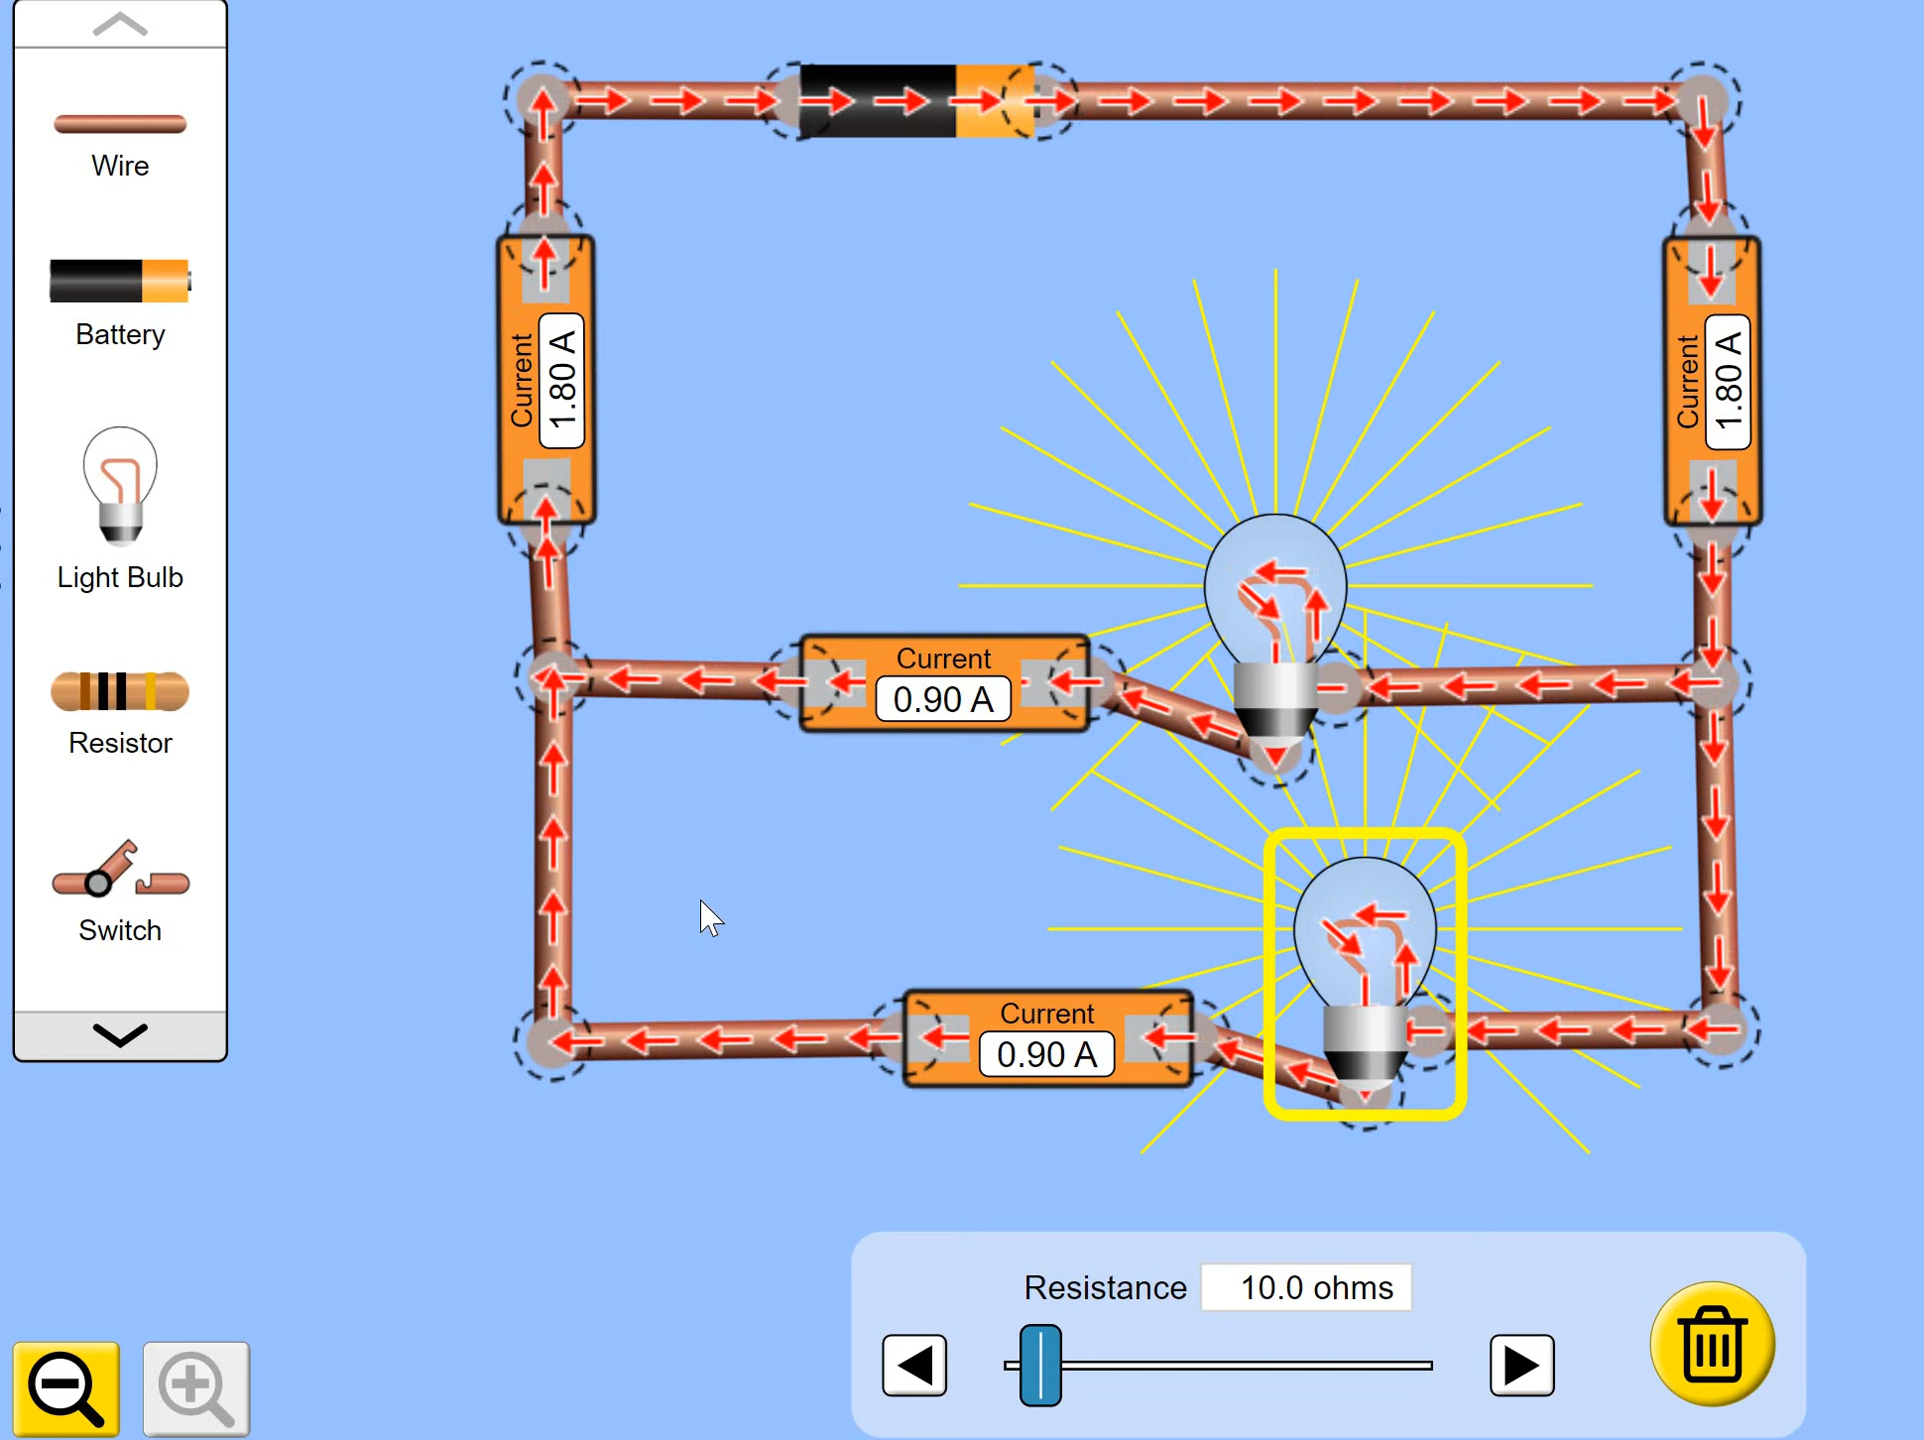 Wire
Battery
Light Bulb
Resistor
Switch
Current
1.80 A
Current
1.80 A
Current
0.90 A
Current
0.90 A
Resistance 10.0 ohms